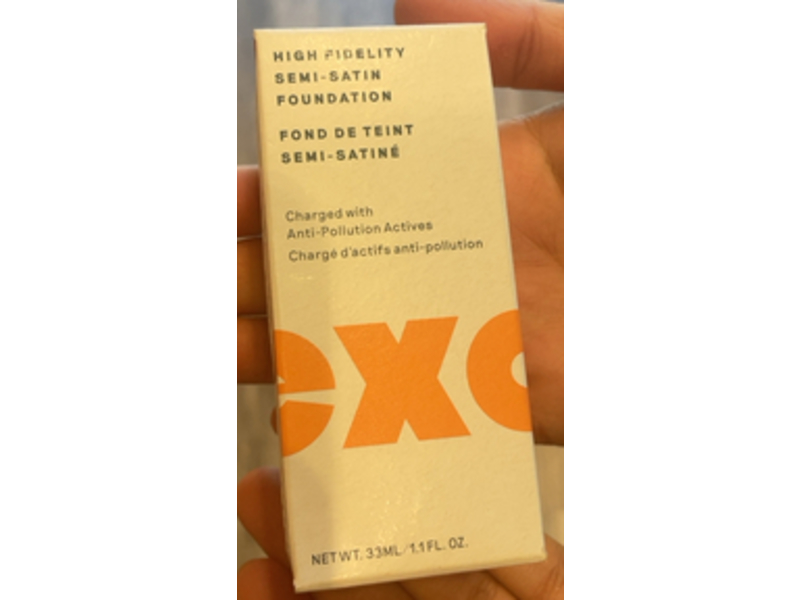 HIGH FIDELITY
SEMI-SATIN
FOUNDATION
FOND DE TEINT
SEMI-SATINÉ
Charged with
Anti-Pollution Actives
Chargé d'actifs anti-pollution
exo
NET WT. 33ML/1.1 FL. OZ.